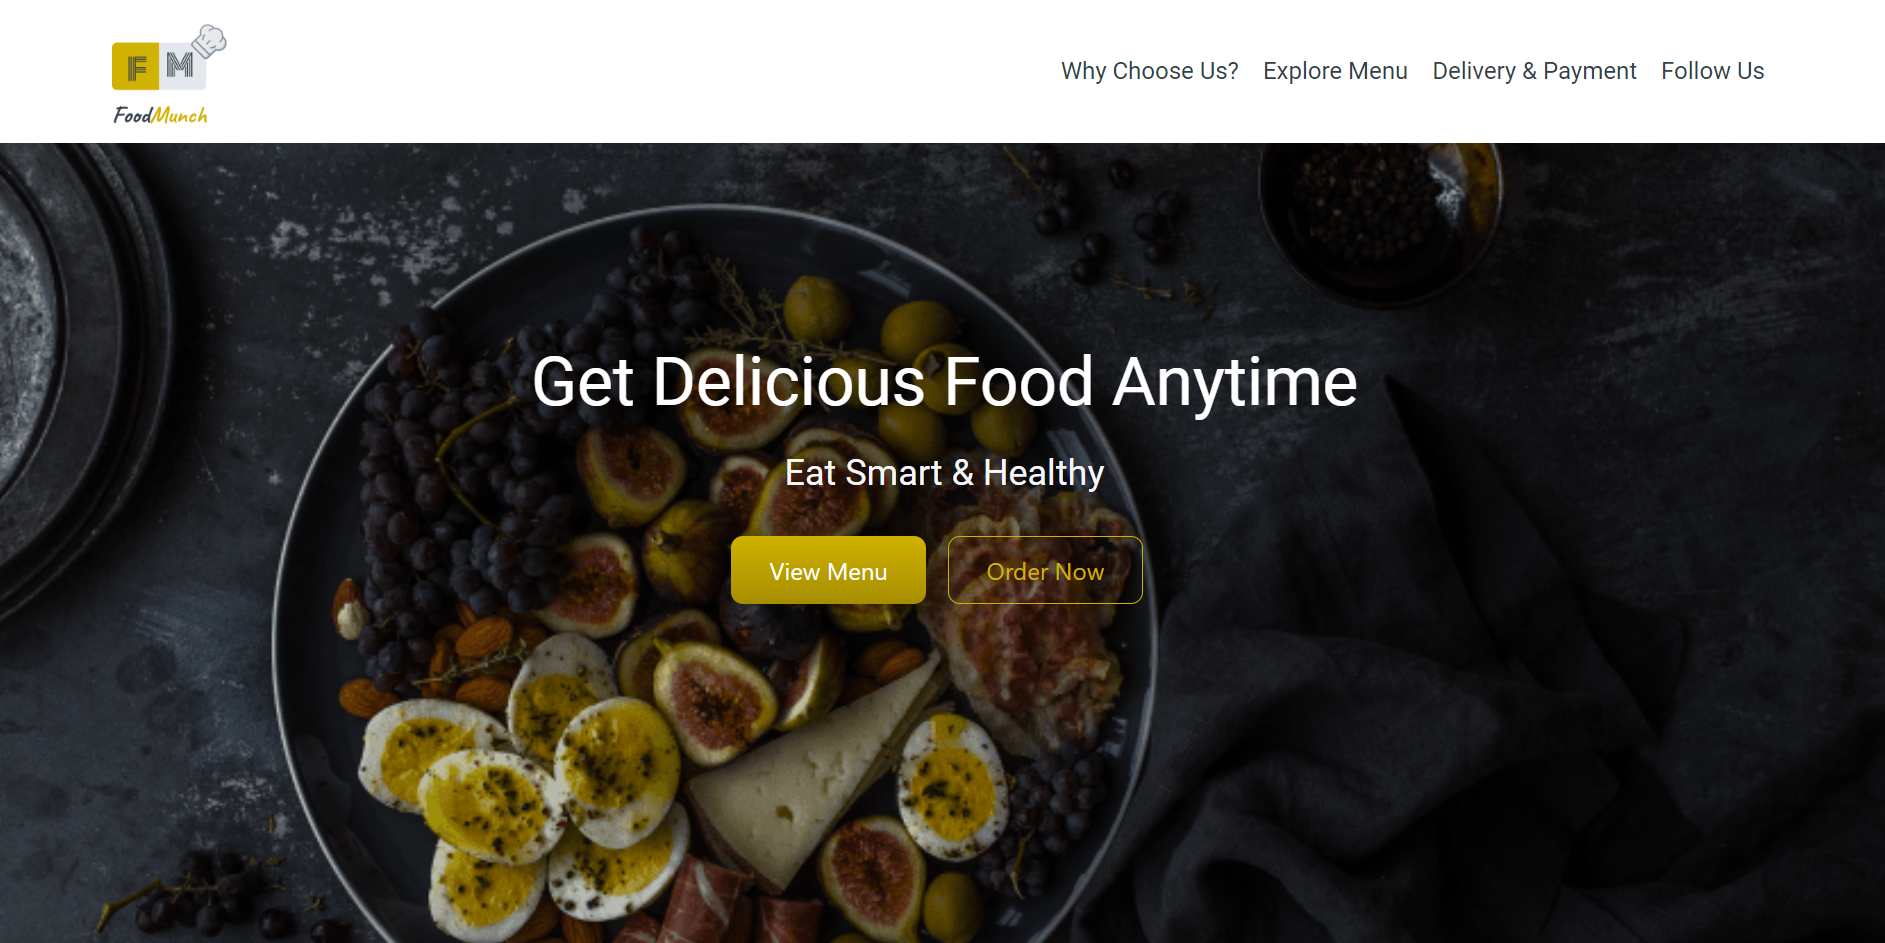 FM
FoodMunch
Why Choose Us? Explore Menu Delivery & Payment Follow Us
Get Delicious Food Anytime
Eat Smart & Healthy
View Menu Order Now